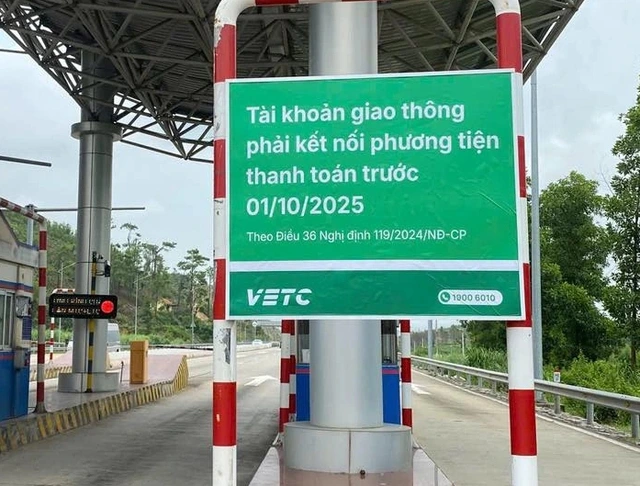 Tài khoản giao thông
phải kết nối phương tiện
thanh toán trước
01/10/2025
Theo Điều 36 Nghị định 119/2024/NĐ-CP
VETC
1900 6010